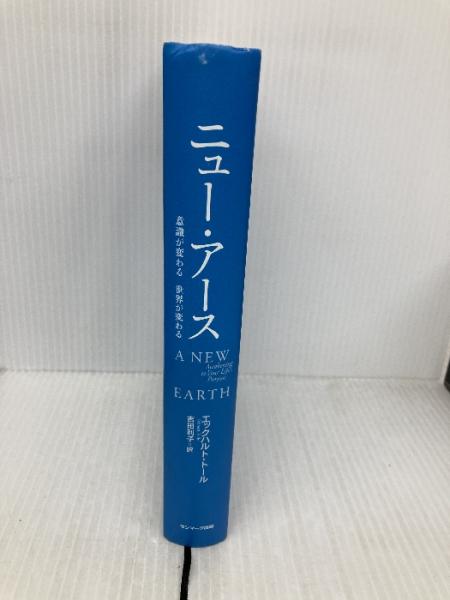 ニュー・アース
意識が変わる 世界が変わる
A NEW
Awakening
to Your Life's
Purpose
EARTH
エックハルト・トール
吉田利子=訳
サンマーク出版